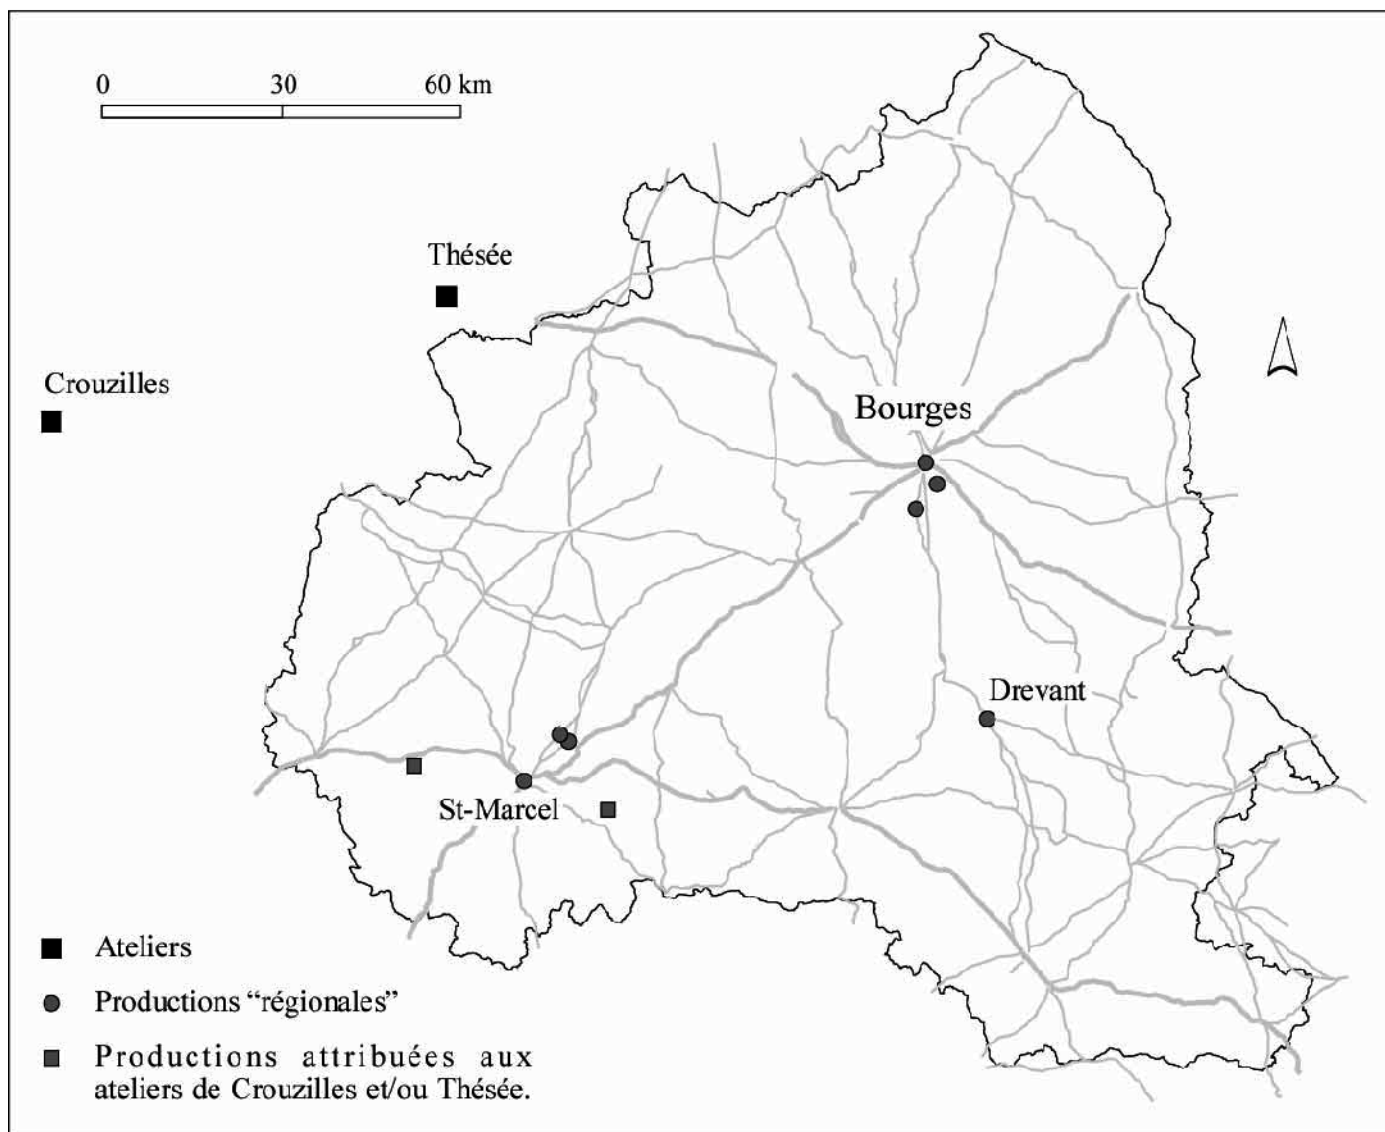 0 30 60 km
Thésée
Crouzilles
Bourges
Drevant
St-Marcel
Ateliers
Productions “régionales”
Productions attribuées aux
ateliers de Crouzilles et/ou Thésée.